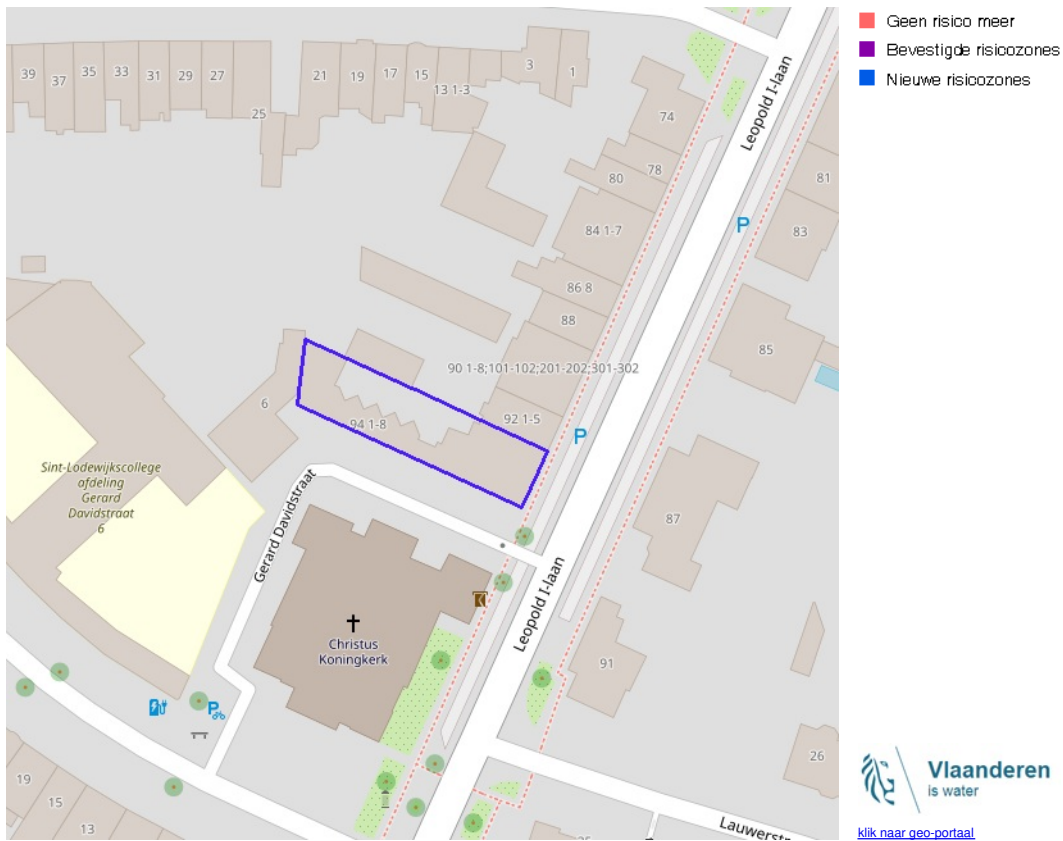 Geen risico meer
Bevestigde risicozones
Nieuwe risicozones
39
37
35
33
31
29
27
25
21
19
17
15
13 1-3
3
1
Leopold I-laan
74
78
80
81
84 1-7
83
P
86 8
88
85
90 1-8;101-102;201-202;301-302
6
94 1-8
92 1-5
P
Sint-Lodewijkscollege
afdeling
Gerard
Davidstraat
6
Gerard Davidstraat
87
Leopold I-laan
Christus
Koningkerk
91
P
26
19
15
13
Lauwerstr
Vlaanderen
is water
klik naar geo-portaal